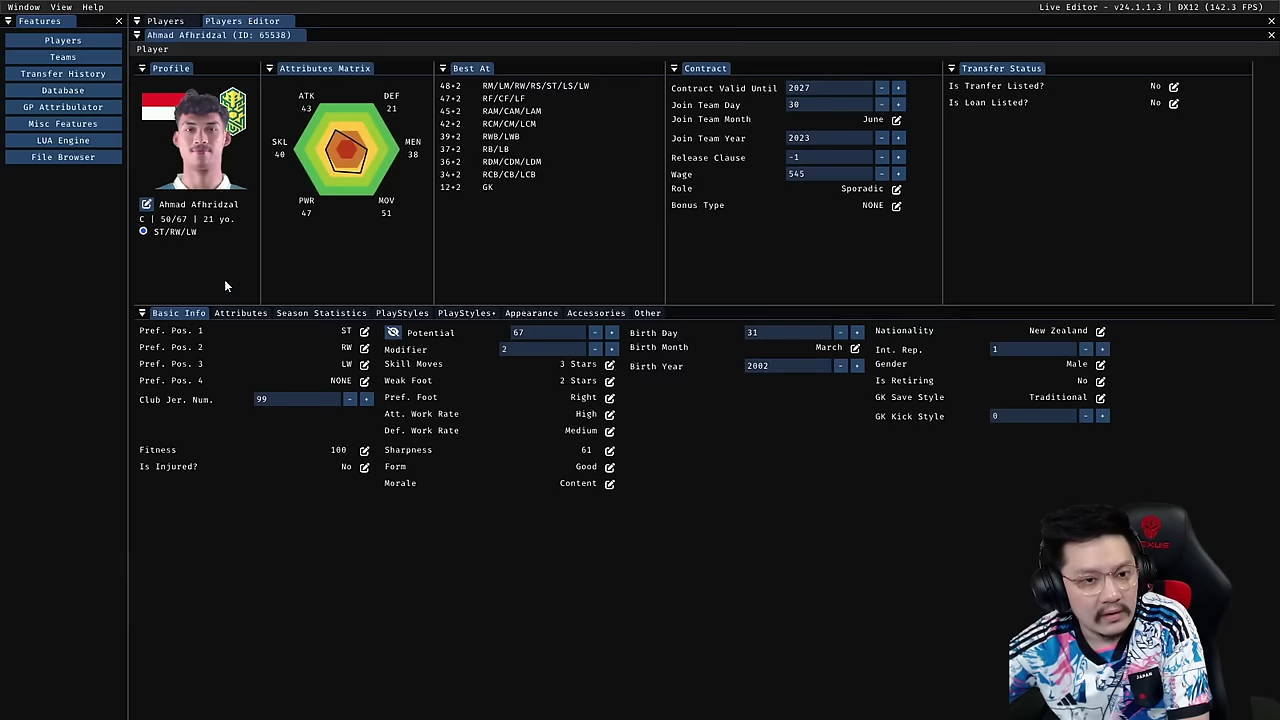 Window View Help
Live Editor - v24.1.1.3 | DX12 (142.3 FPS)
Features
Players
Players Editor
Players
Teams
Transfer History
Database
GP Attributor
Misc Features
LUA Engine
File Browser
Ahmad Afhridzal (ID: 65538)
Player
Profile
Ahmad Afhridzal
C | 50/67 | 21 yo.
ST/RW/LW
Attributes Matrix
ATK
43
DEF
21
SKL
40
MEN
38
PWR
47
MOV
51
Best At
48+2 RM/LM/RW/RS/ST/LS/LW
47+2 RF/CF/LF
45+2 RAM/CAM/LAM
42+2 RCM/CM/LCM
39+2 RWB/LWB
37+2 RB/LB
36+2 RDM/CDM/LDM
34+2 RCB/CB/LCB
12+2 GK
Contract
Contract Valid Until 2027 - +
Join Team Day 30 - +
Join Team Month June
Join Team Year 2023 - +
Release Clause -1 - +
Wage 545 - +
Role Sporadic
Bonus Type NONE
Transfer Status
Is Tranfer Listed? No
Is Loan Listed? No
Basic Info Attributes Season Statistics PlayStyles PlayStyles+ Appearance Accessories Other
Pref. Pos. 1 ST
Pref. Pos. 2 RW
Pref. Pos. 3 LW
Pref. Pos. 4 NONE
Club Jer. Num. 99 - +
Fitness 100
Is Injured? No
Potential 67 - +
Modifier 2 - +
Skill Moves 3 Stars
Weak Foot 2 Stars
Pref. Foot Right
Att. Work Rate High
Def. Work Rate Medium
Sharpness 61
Form Good
Morale Content
Birth Day 31 - +
Birth Month March
Birth Year 2002 - +
Nationality New Zealand
Int. Rep. 1 - +
Gender Male
Is Retiring No
GK Save Style Traditional
GK Kick Style 0 - +
JAPAN